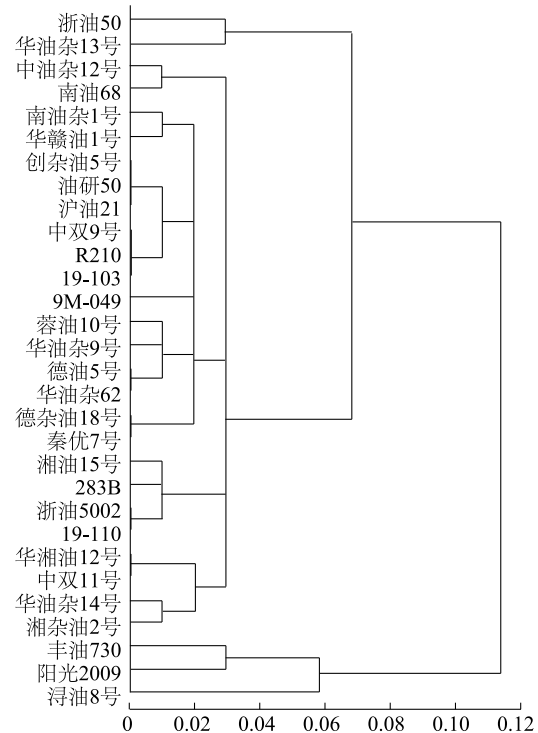 浙油50
华油杂13号
中油杂12号
南油68
南油杂1号
华赣油1号
创杂油5号
油研50
沪油21
中双9号
R210
19-103
9M-049
蓉油10号
华油杂9号
德油5号
华油杂62
德杂油18号
秦优7号
湘油15号
283B
浙油5002
19-110
华湘油12号
中双11号
华油杂14号
湘杂油2号
丰油730
阳光2009
浔油8号
0 0.02 0.04 0.06 0.08 0.10 0.12